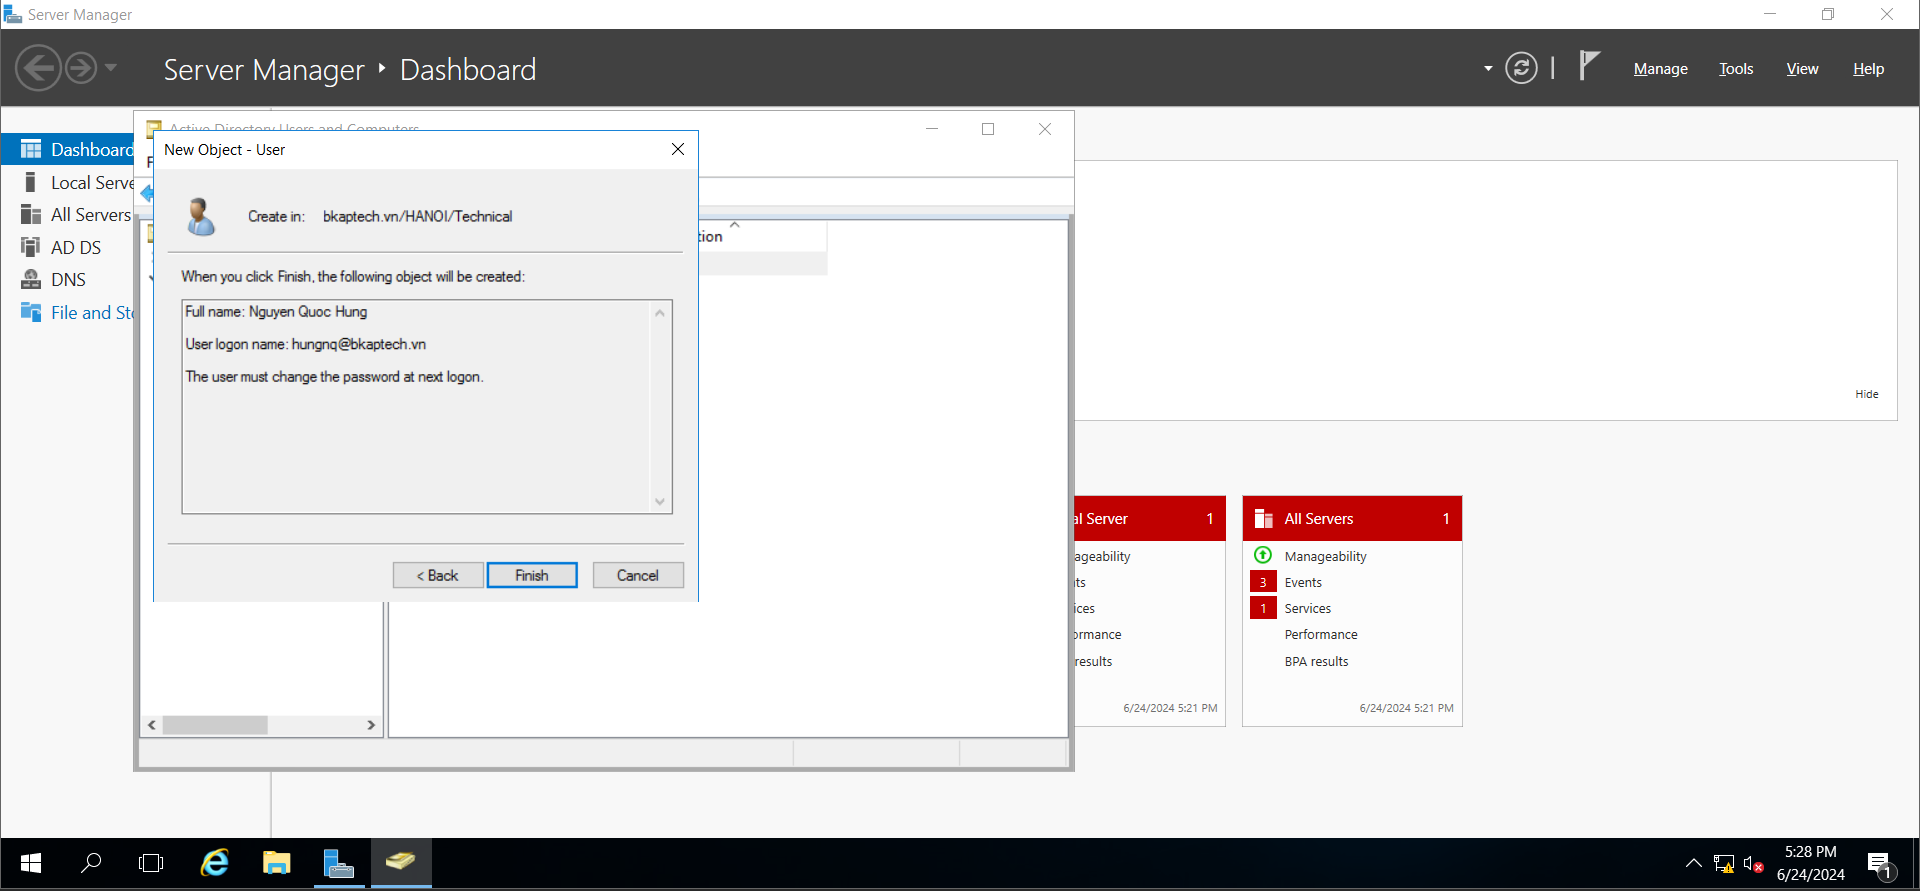 Server Manager
Server Manager ‣ Dashboard
Manage
Tools
View
Help
Dashboard
Local Serve
All Servers
AD DS
DNS
File and Sto
Active Directory Users and Computers
F
New Object - User
Create in: bkaptech.vn/HANOI/Technical
When you click Finish, the following object will be created:
Full name: Nguyen Quoc Hung
User logon name: hungnq@bkaptech.vn
The user must change the password at next logon.
< Back
Finish
Cancel
tion
Hide
al Server 1
ageability
ts
ices
ormance
results
6/24/2024 5:21 PM
All Servers 1
Manageability
3 Events
1 Services
Performance
BPA results
6/24/2024 5:21 PM
5:28 PM
6/24/2024
1